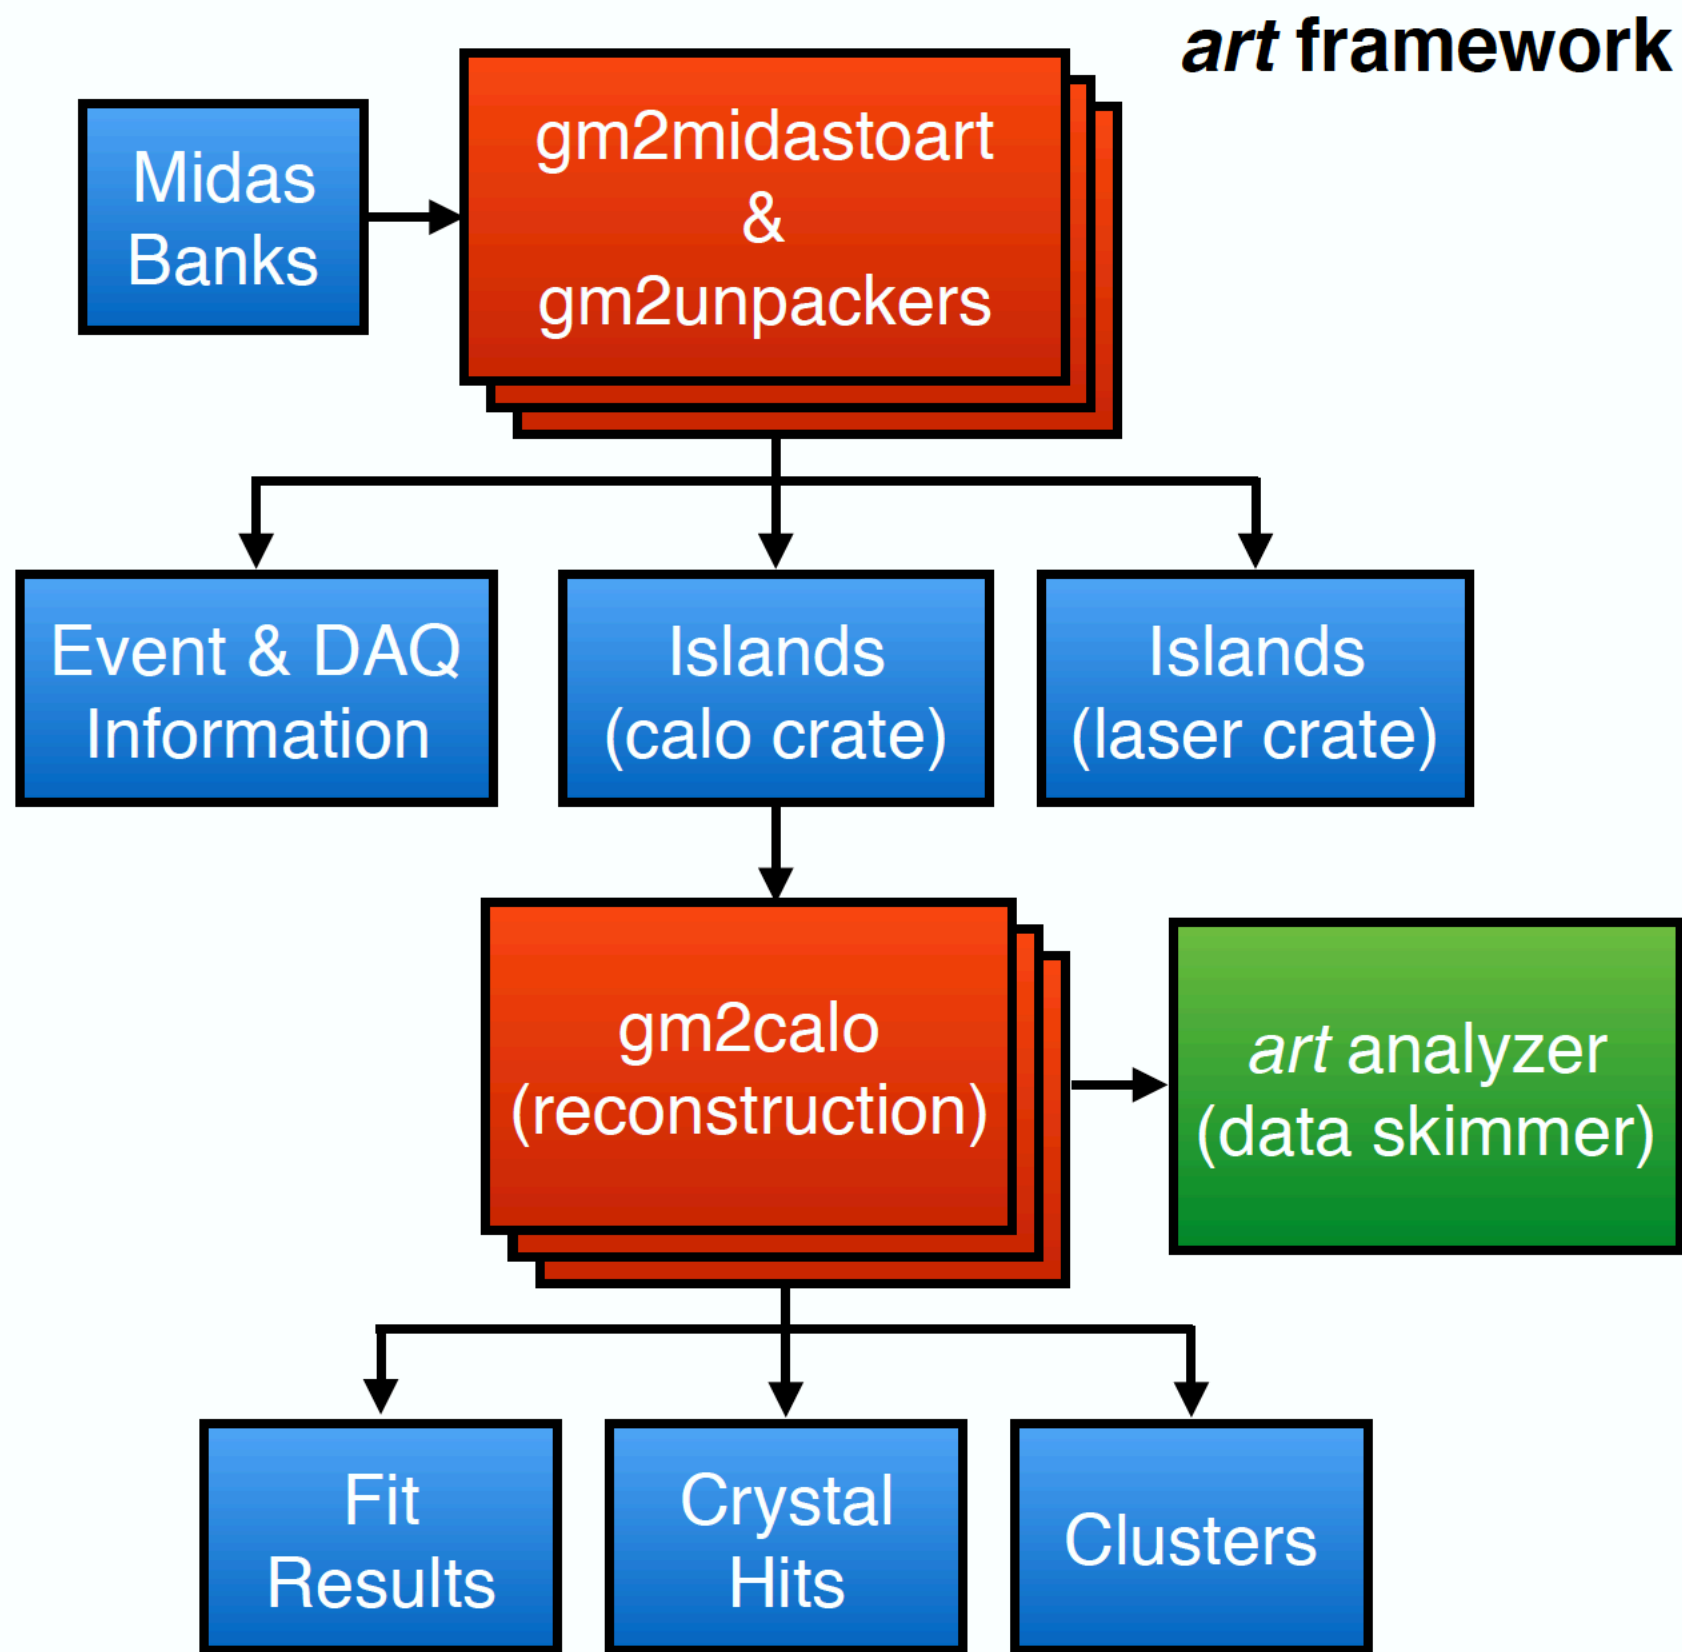 art framework
Midas
Banks
gm2midastoart
&
gm2unpackers
Event & DAQ
Information
Islands
(calo crate)
Islands
(laser crate)
gm2calo
(reconstruction)
art analyzer
(data skimmer)
Fit
Results
Crystal
Hits
Clusters